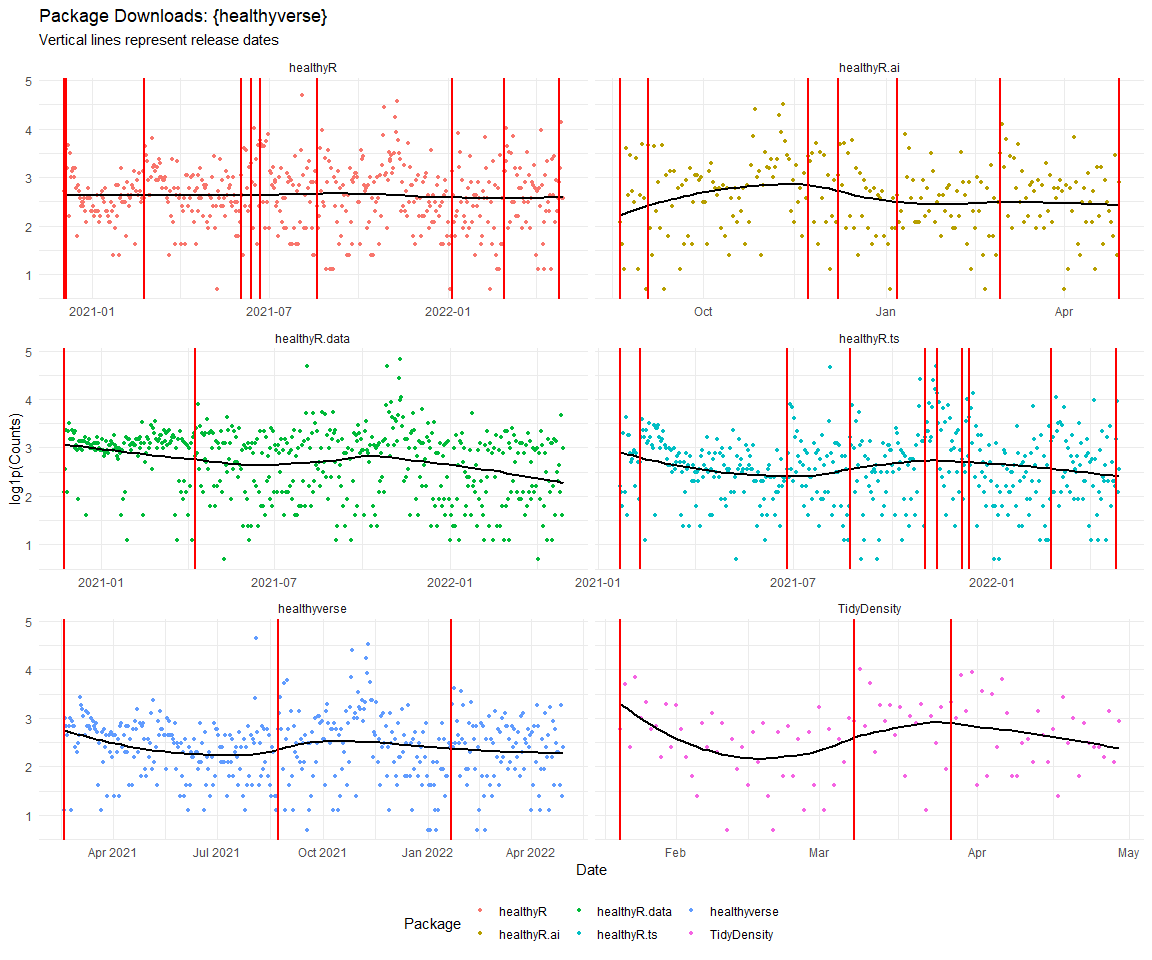 Package Downloads: {healthyverse}
Vertical lines represent release dates
healthyR
healthyR.ai
5
4
3
2
1
2021-01
2021-07
2022-01
Oct
Jan
Apr
healthyR.data
healthyR.ts
5
4
3
2
1
log1p(Counts)
2021-01
2021-07
2022-01
2021-01
2021-07
2022-01
healthyverse
TidyDensity
5
4
3
2
1
Apr 2021
Jul 2021
Oct 2021
Jan 2022
Apr 2022
Feb
Mar
Apr
May
Date
Package
healthyR
healthyR.data
healthyverse
healthyR.ai
healthyR.ts
TidyDensity